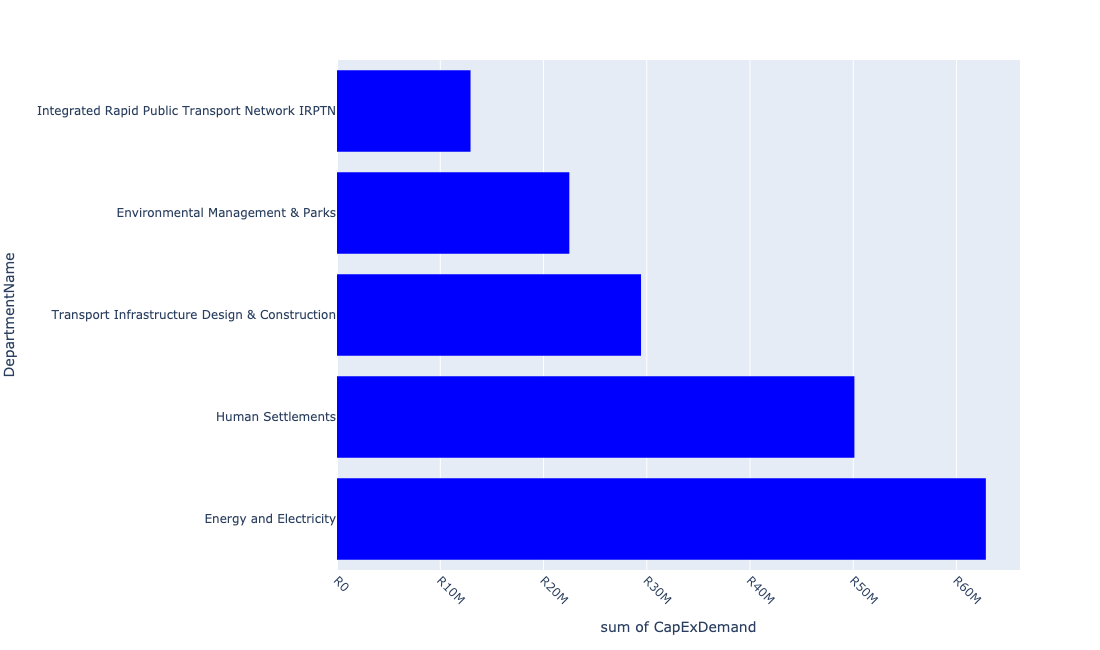 Integrated Rapid Public Transport Network IRPTN
Environmental Management & Parks
Transport Infrastructure Design & Construction
Human Settlements
Energy and Electricity
DepartmentName
R0
R10M
R20M
R30M
R40M
R50M
R60M
sum of CapExDemand